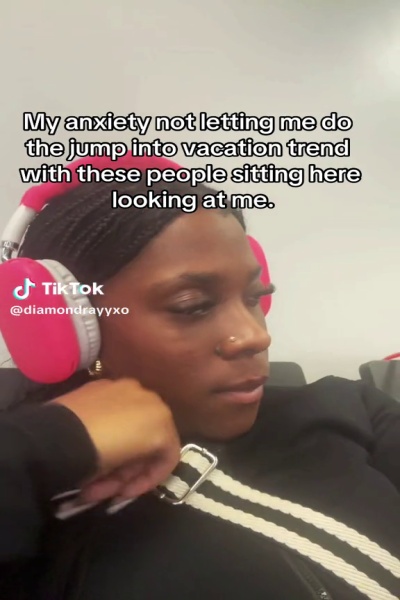 My anxiety not letting me do
the jump into vacation trend
with these people sitting here
looking at me.
TikTok
@diamondrayyxo